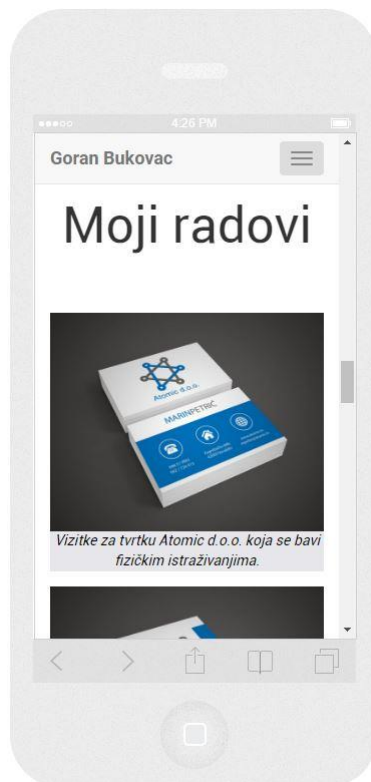 4:26 PM
Goran Bukovac
Moji radovi
Atomic d.o.o.
MARINPETRIĆ
Vizitke za tvrtku Atomic d.o.o. koja se bavi
fizičkim istraživanjima.